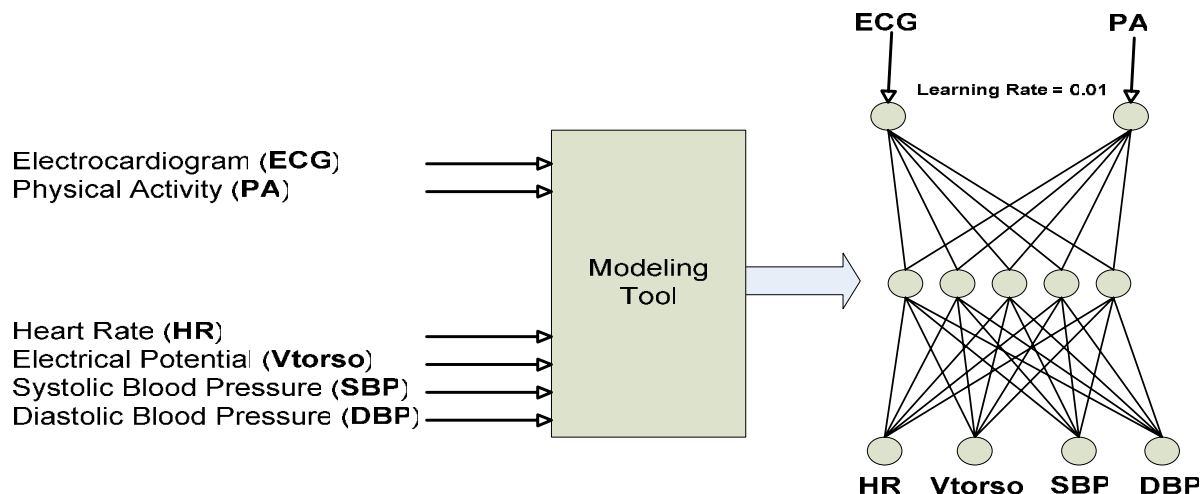 ECG
PA
Learning Rate = 0.01
Electrocardiogram (ECG)
Physical Activity (PA)
Modeling
Tool
Heart Rate (HR)
Electrical Potential (Vtorso)
Systolic Blood Pressure (SBP)
Diastolic Blood Pressure (DBP)
HR
Vtorso
SBP
DBP